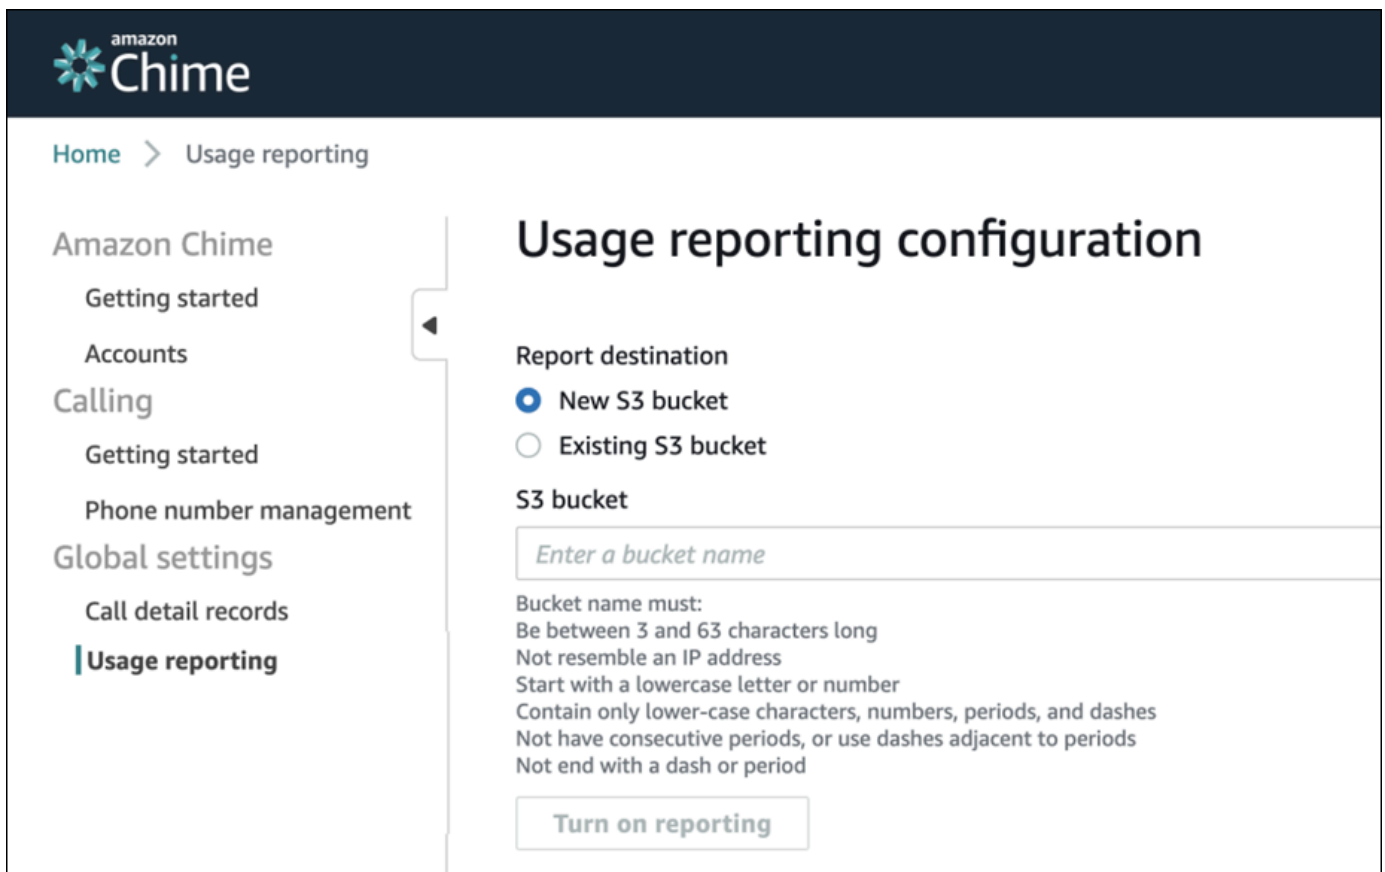 amazon
Chime
Home
Usage reporting
Amazon Chime
Getting started
Accounts
Calling
Getting started
Phone number management
Global settings
Call detail records
Usage reporting
Usage reporting configuration
Report destination
New S3 bucket
Existing S3 bucket
S3 bucket
Enter a bucket name
Bucket name must:
Be between 3 and 63 characters long
Not resemble an IP address
Start with a lowercase letter or number
Contain only lower-case characters, numbers, periods, and dashes
Not have consecutive periods, or use dashes adjacent to periods
Not end with a dash or period
Turn on reporting